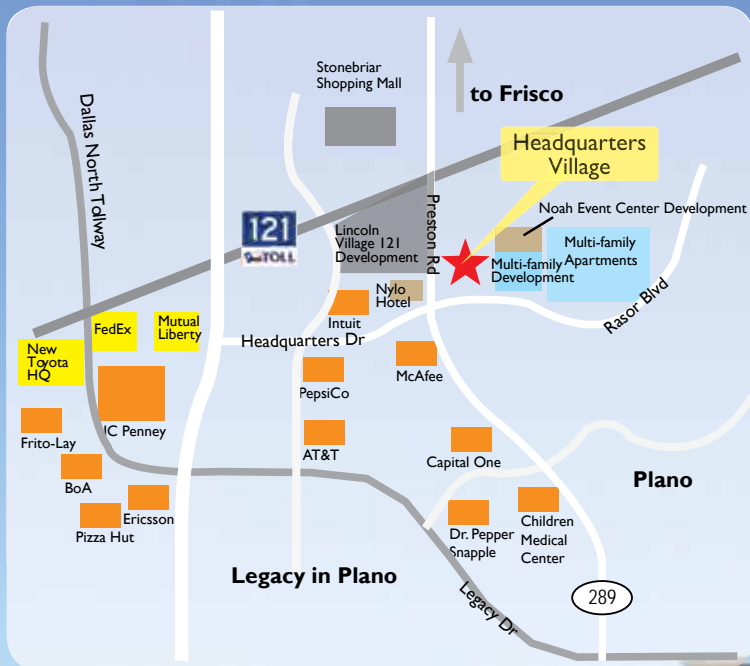 Stonebriar
Shopping Mall
to Frisco
Dallas North Tollway
Headquarters
Village
Noah Event Center Development
121
TOLL
Lincoln
Village 121
Development
Preston Rd
Multi-family
Apartments
Multi-family
Development
Nylo
Hotel
Rasor Blvd
FedEx
Mutual
Liberty
Intuit
Headquarters Dr
New
Toyota
HQ
McAfee
PepsiCo
JC Penney
Frito-Lay
AT&T
Capital One
BoA
Plano
Ericsson
Pizza Hut
Dr. Pepper
Snapple
Children
Medical
Center
Legacy in Plano
Legacy Dr
289